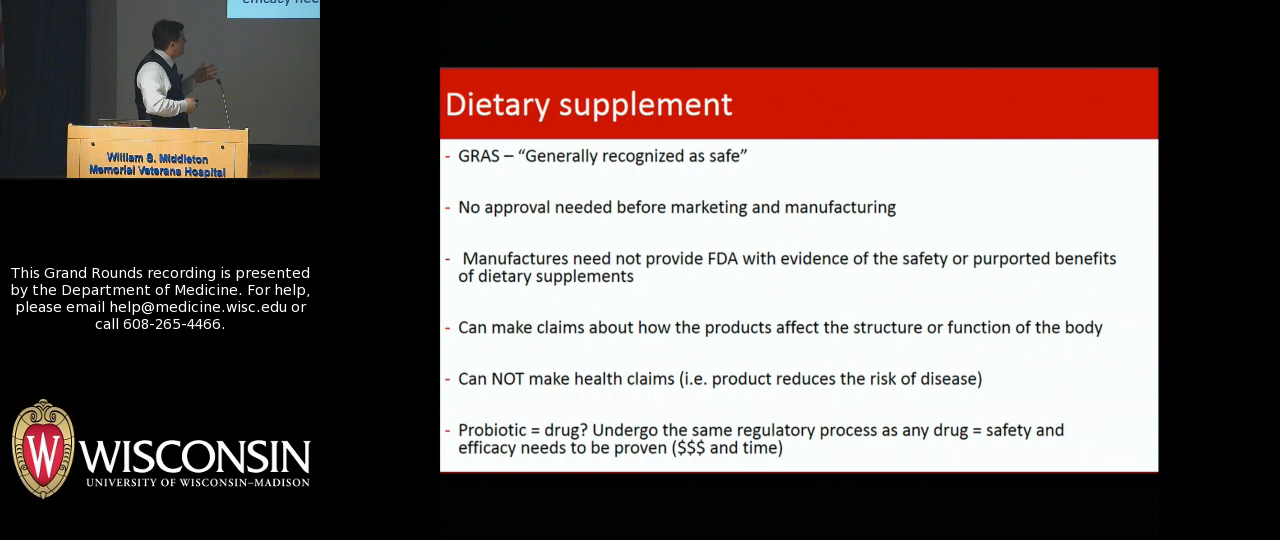 efficacy nee
William S. Middleton
Memorial Veterans Hospital
This Grand Rounds recording is presented
by the Department of Medicine. For help,
please email help@medicine.wisc.edu or
call 608-265-4466.
W
WISCONSIN
UNIVERSITY OF WISCONSIN–MADISON
Dietary supplement
- GRAS – “Generally recognized as safe”
- No approval needed before marketing and manufacturing
- Manufactures need not provide FDA with evidence of the safety or purported benefits
of dietary supplements
- Can make claims about how the products affect the structure or function of the body
- Can NOT make health claims (i.e. product reduces the risk of disease)
- Probiotic = drug? Undergo the same regulatory process as any drug = safety and
efficacy needs to be proven ($$$ and time)